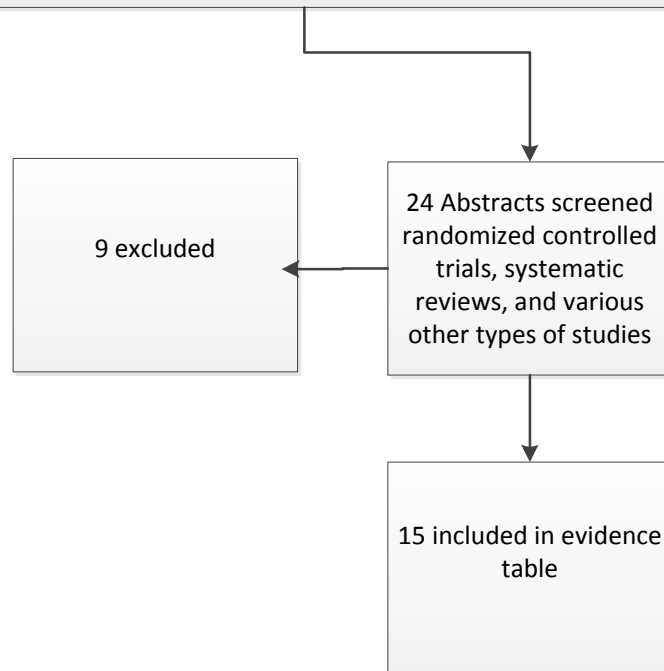 9 excluded
24 Abstracts screened
randomized controlled
trials, systematic
reviews, and various
other types of studies
15 included in evidence
table